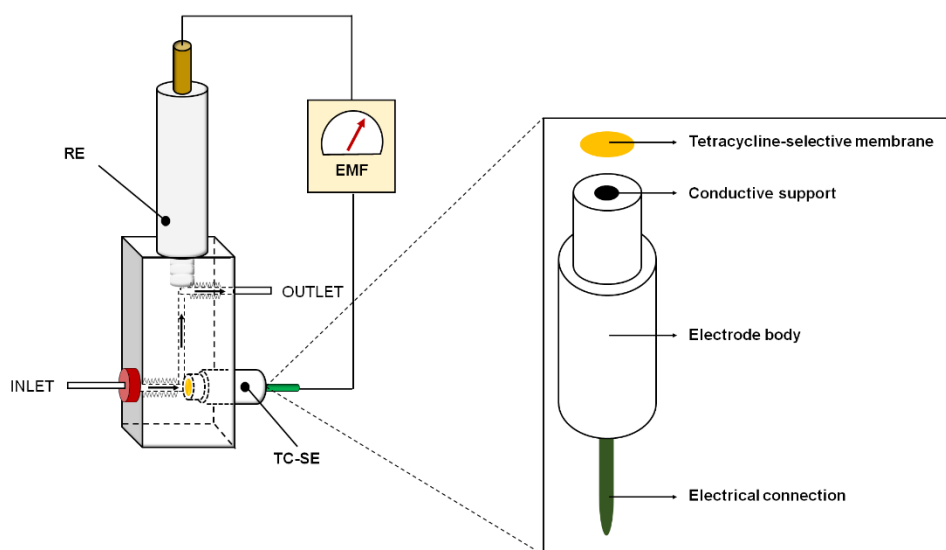 RE
EMF
OUTLET
INLET
TC-SE
Tetracycline-selective membrane
Conductive support
Electrode body
Electrical connection